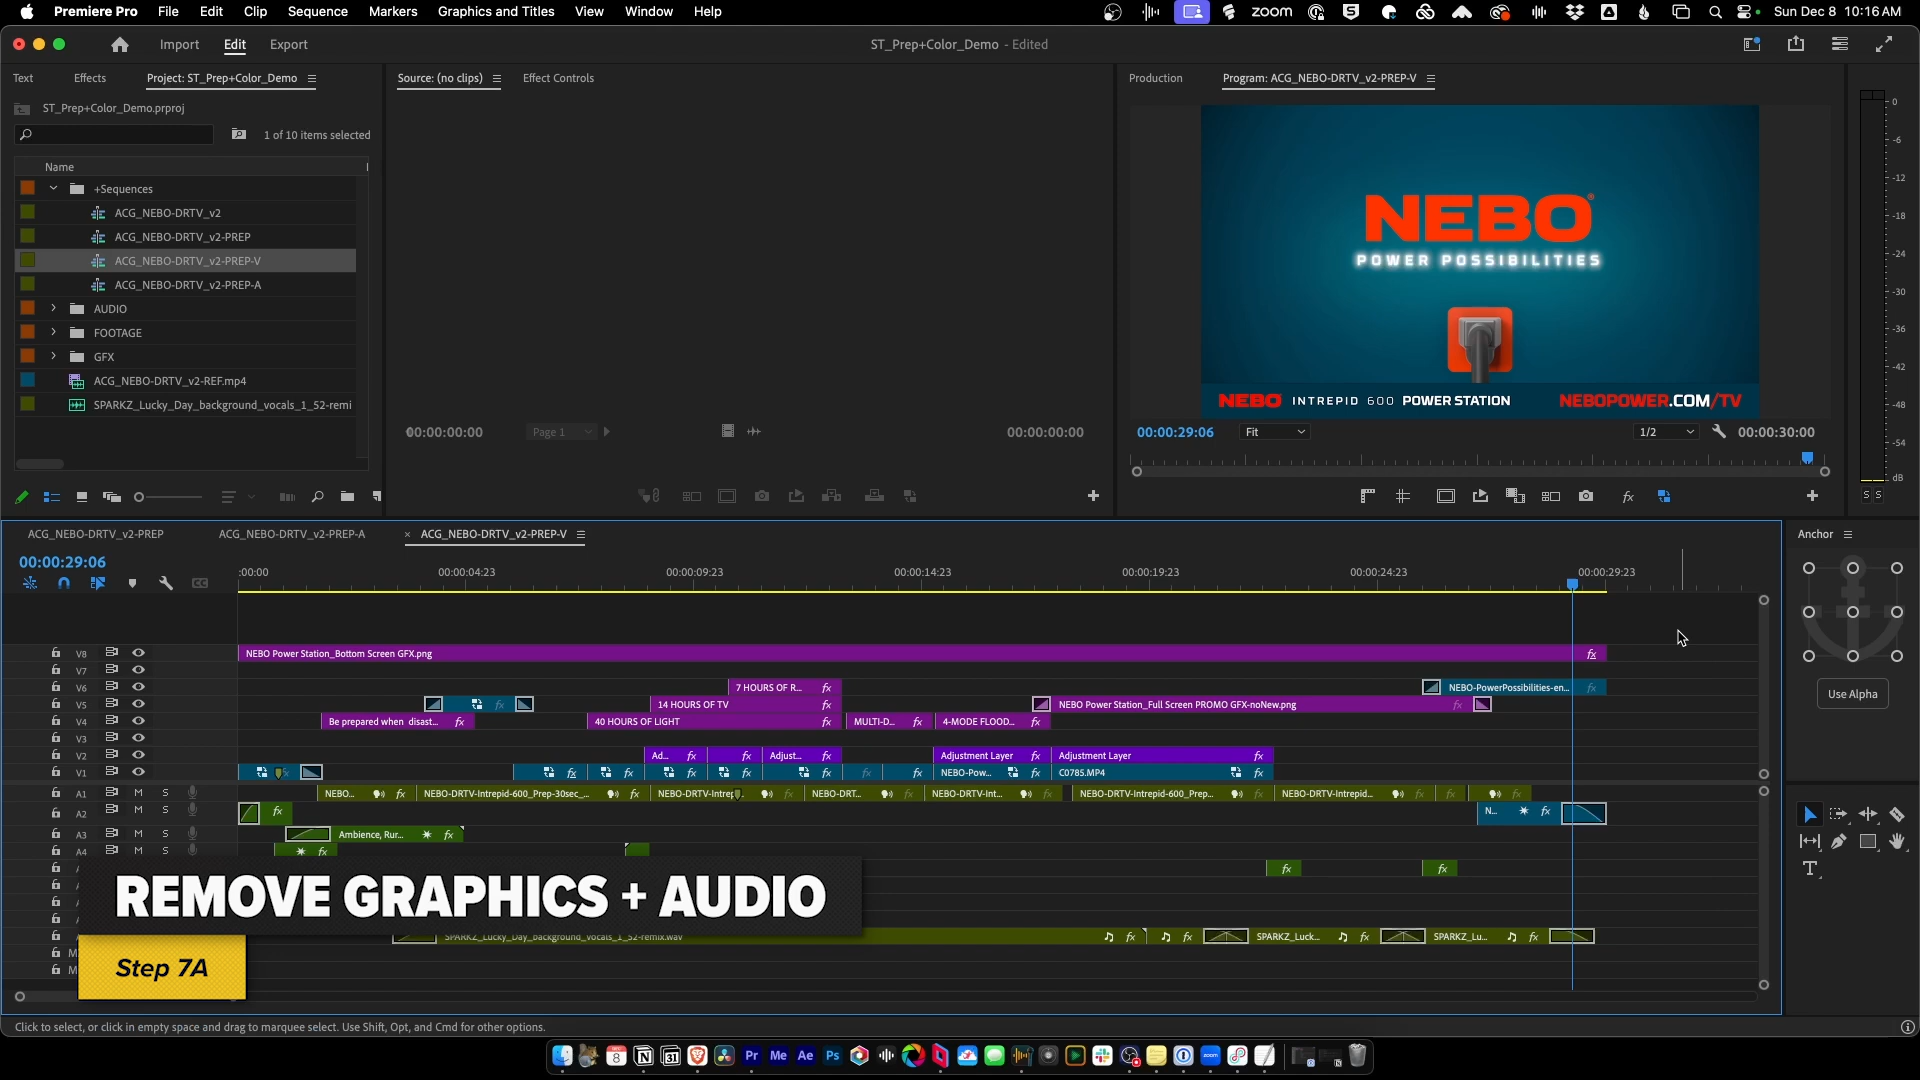 Premiere Pro File Edit Clip Sequence Markers Graphics and Titles View Window Help
zoom
Sun Dec 8 10:16 AM
Import Edit Export
ST_Prep+Color_Demo - Edited
Text Effects Project: ST_Prep+Color_Demo
Source: (no clips) Effect Controls
Production Program: ACG_NEBO-DRTV_v2-PREP-V
ST_Prep+Color_Demo.prproj
1 of 10 items selected
Name
+Sequences
ACG_NEBO-DRTV_v2
ACG_NEBO-DRTV_v2-PREP
ACG_NEBO-DRTV_v2-PREP-V
ACG_NEBO-DRTV_v2-PREP-A
AUDIO
FOOTAGE
GFX
ACG_NEBO-DRTV_v2-REF.mp4
SPARKZ_Lucky_Day_background_vocals_1_52-remi
00:00:00:00 Page 1 00:00:00:00
NEBO®
POWER POSSIBILITIES
NEBO INTREPID 600 POWER STATION NEBOPOWER.COM/TV
00:00:29:06 Fit 1/2 00:00:30:00
0
-6
-12
-18
-24
-30
-36
-42
-48
-54
dB
S S
ACG_NEBO-DRTV_v2-PREP ACG_NEBO-DRTV_v2-PREP-A × ACG_NEBO-DRTV_v2-PREP-V
00:00:29:06
:00:00 00:00:04:23 00:00:09:23 00:00:14:23 00:00:19:23 00:00:24:23 00:00:29:23
V8 NEBO Power Station_Bottom Screen GFX.png fx
V7
V6 7 HOURS OF R... fx NEBO-PowerPossibilities-en... fx
V5 fx 14 HOURS OF TV fx NEBO Power Station_Full Screen PROMO GFX-noNew.png fx
V4 Be prepared when disast... fx 40 HOURS OF LIGHT fx MULTI-D... fx 4-MODE FLOOD... fx
V3
V2 Ad... fx fx Adjust... fx Adjustment Layer fx Adjustment Layer fx
V1 fx fx fx fx fx fx fx fx NEBO-Pow... fx C0785.MP4 fx
A1 M S NEBO... fx NEBO-DRTV-Intrepid-600_Prep-30sec_... fx NEBO-DRTV-Intrep fx NEBO-DRT... fx NEBO-DRTV-Int... fx NEBO-DRTV-Intrepid-600_Prep... fx NEBO-DRTV-Intrepid... fx fx fx
A2 M S fx N... fx
A3 M S Ambience, Rur... fx
A4 M S fx
fx fx
SPARKZ_Lucky_Day_background_vocals_1_52-remix.wav fx fx SPARKZ_Luck... fx SPARKZ_Lu... fx
REMOVE GRAPHICS + AUDIO
Step 7A
Anchor
Use Alpha
Click to select, or click in empty space and drag to marquee select. Use Shift, Opt, and Cmd for other options.
DEC 8 31 Pr Me Ae Ps zoom